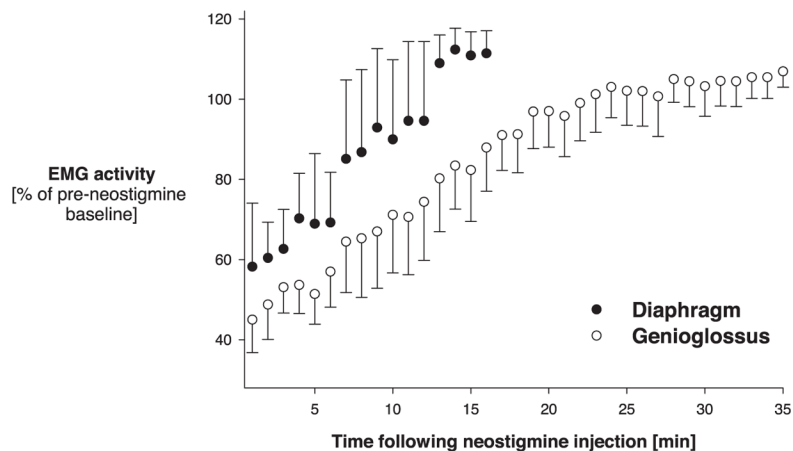 120
100
80
60
40
EMG activity
[% of pre-neostigmine
baseline]
Diaphragm
Genioglossus
5 10 15 20 25 30 35
Time following neostigmine injection [min]